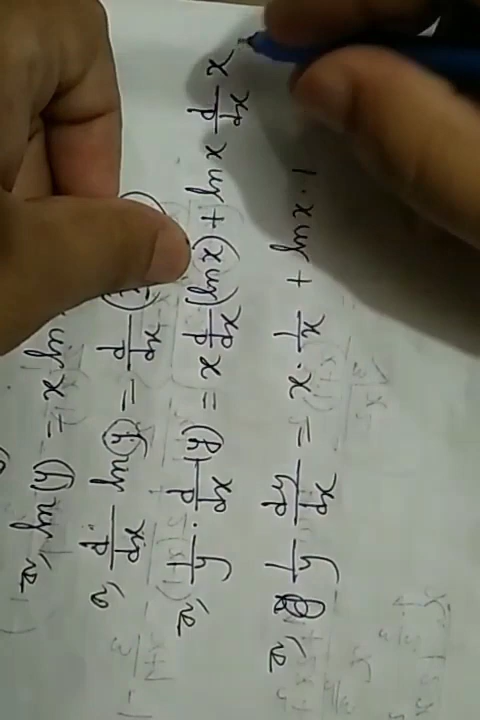 বা, ln(y) = x ln
বা, d/dx ln(y) = d/dx (
বা, 1/y · d/dx (y) = x d/dx (ln x) + ln x d/dx x
বা, 1/y dy/dx = x · 1/x + ln x · 1